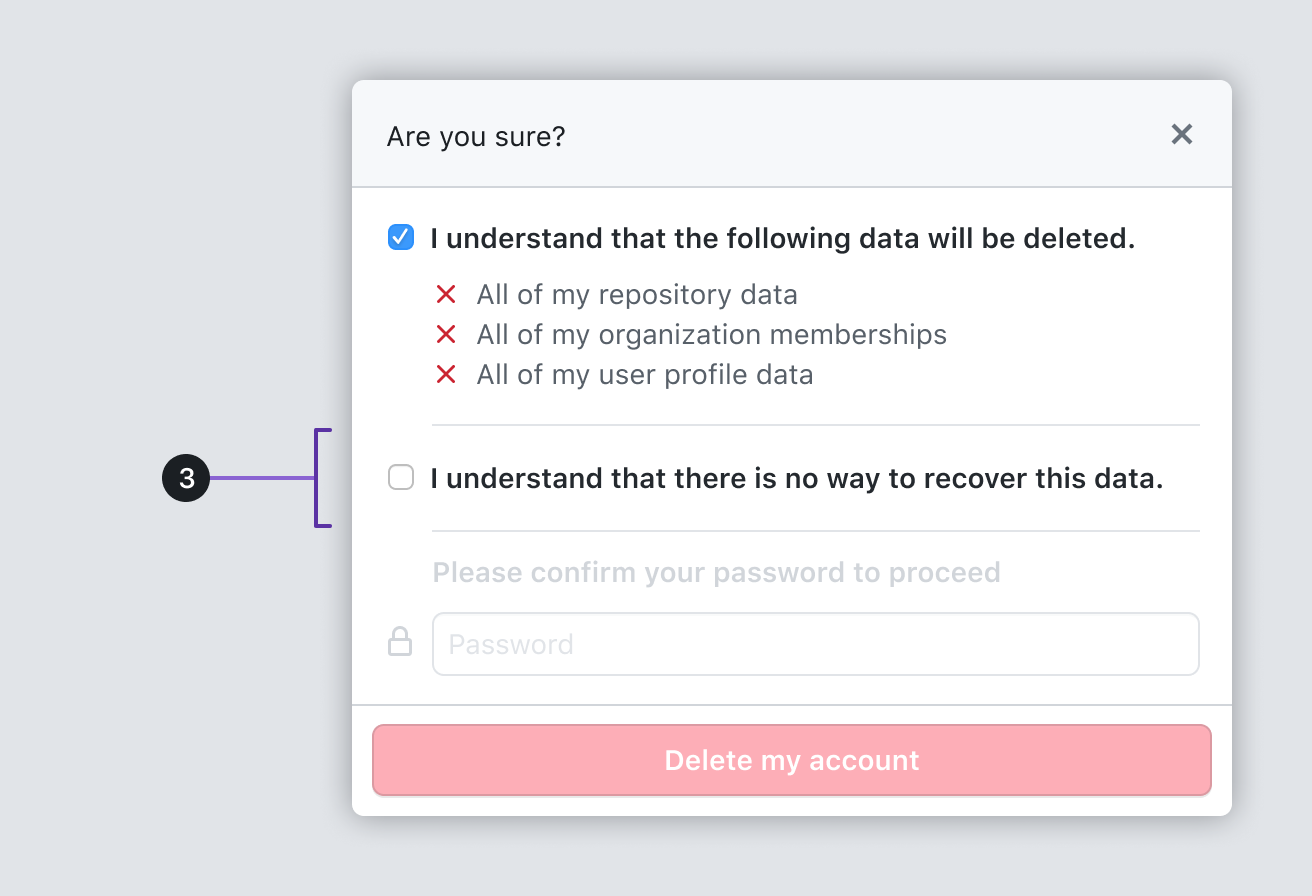 Are you sure?
I understand that the following data will be deleted.
All of my repository data
All of my organization memberships
All of my user profile data
3
I understand that there is no way to recover this data.
Please confirm your password to proceed
Password
Delete my account